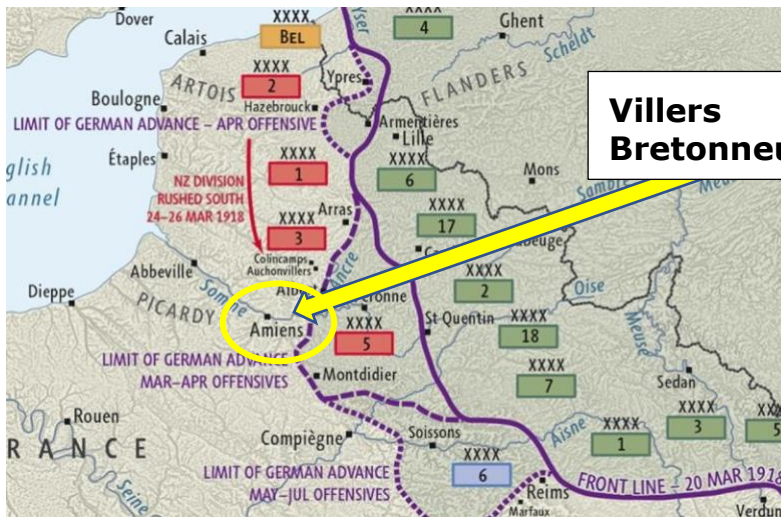 Dover
Calais
XXXX
BEL
XXXX
4
Yser
Ghent
Scheldt
ARTOIS
XXXX
2
Ypres
FLANDERS
Boulogne
Hazebrouck
LIMIT OF GERMAN ADVANCE – APR OFFENSIVE
Armentières
Lille
Villers
Bretonneu
glish
annel
Étaples
XXXX
1
XXXX
6
Mons
Sambre
NZ DIVISION
RUSHED SOUTH
24–26 MAR 1918
Arras
XXXX
3
XXXX
17
Colincamps
Auchonvillers
Ancre
Abbeville
XXXX
2
Oise
Meuse
Dieppe
PICARDY
Somme
Amiens
St Quentin
XXXX
5
XXXX
18
LIMIT OF GERMAN ADVANCE
MAR–APR OFFENSIVES
Montdidier
XXXX
7
Sedan
Rouen
RANCE
Compiègne
Soissons
Aisne
XXXX
1
XXXX
3
5
LIMIT OF GERMAN ADVANCE
MAY–JUL OFFENSIVES
XXXX
6
Reims
FRONT LINE – 20 MAR 1918
Seine
Marfaux
Verdun